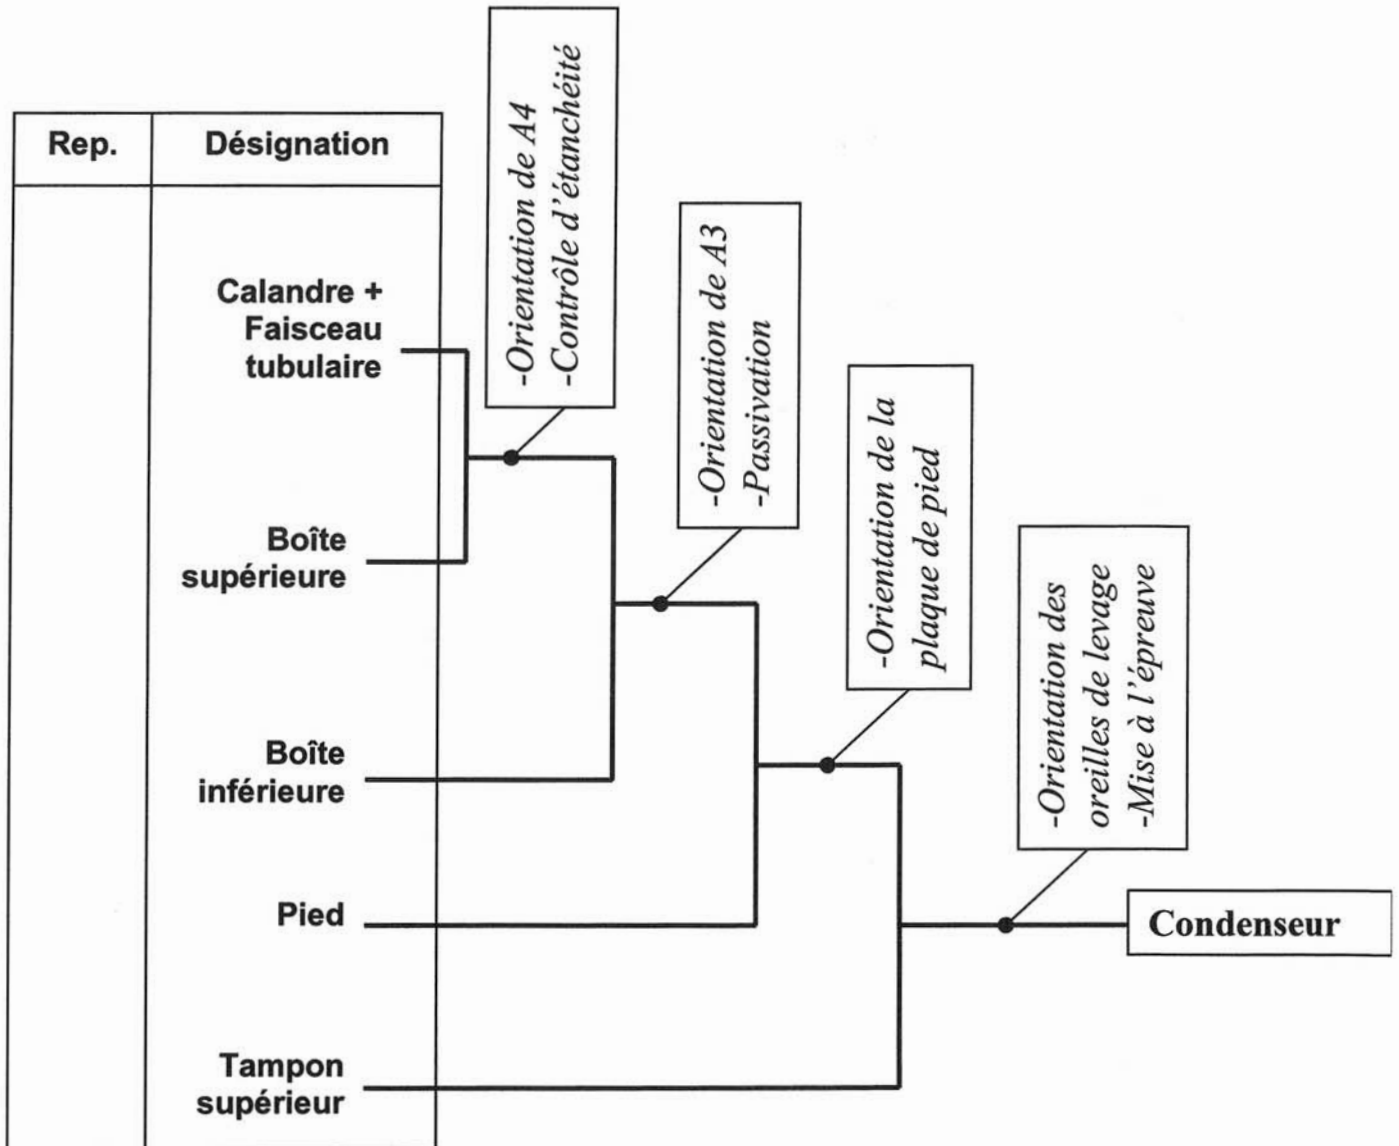 Rep.
Désignation
-Orientation de A4
-Contrôle d'étanchéité
Calandre +
Faisceau
tubulaire
-Orientation de A3
-Passivation
Boîte
supérieure
-Orientation de la
plaque de pied
Boîte
inférieure
-Orientation des
oreilles de levage
-Mise à l'épreuve
Pied
Condenseur
Tampon
supérieur